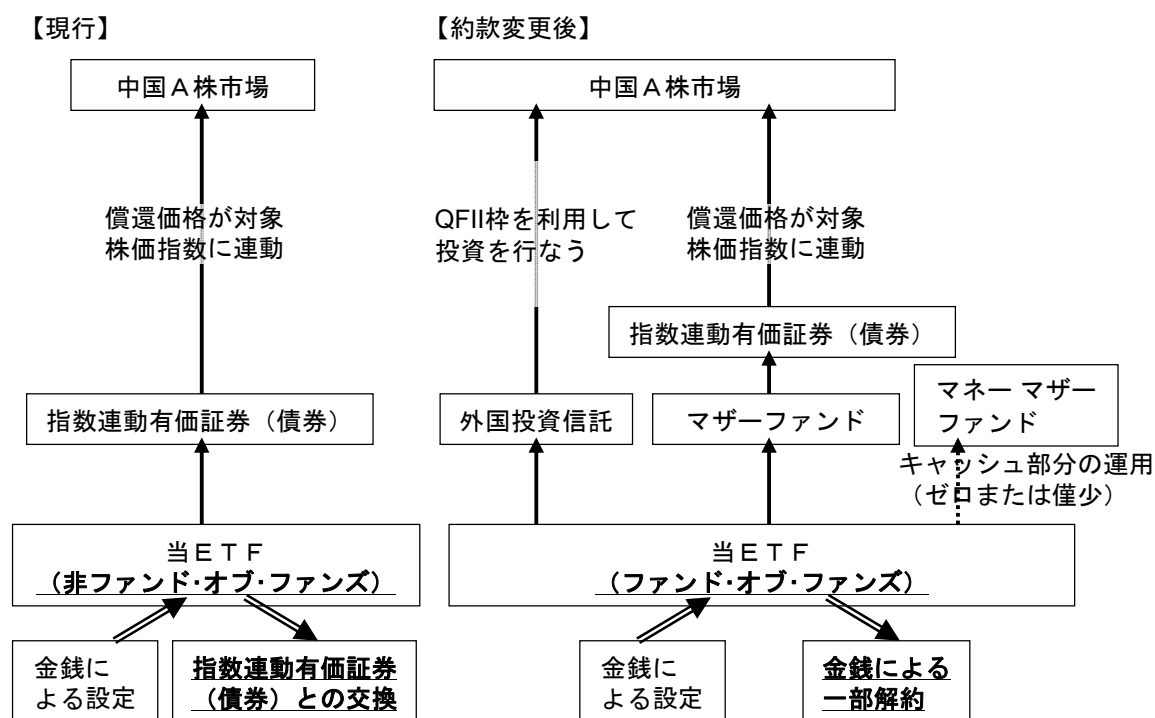 【現行】
中国A株市場
償還価格が対象
株価指数に連動
指数連動有価証券（債券）
当ＥＴＦ
（非ファンド・オブ・ファンズ）
金銭に
よる設定
指数連動有価証券
（債券）との交換
【約款変更後】
中国A株市場
QFII枠を利用して
投資を行なう
償還価格が対象
株価指数に連動
指数連動有価証券（債券）
外国投資信託
マザーファンド
マネー マザー
ファンド
キャッシュ部分の運用
（ゼロまたは僅少）
当ＥＴＦ
（ファンド・オブ・ファンズ）
金銭に
よる設定
金銭による
一部解約